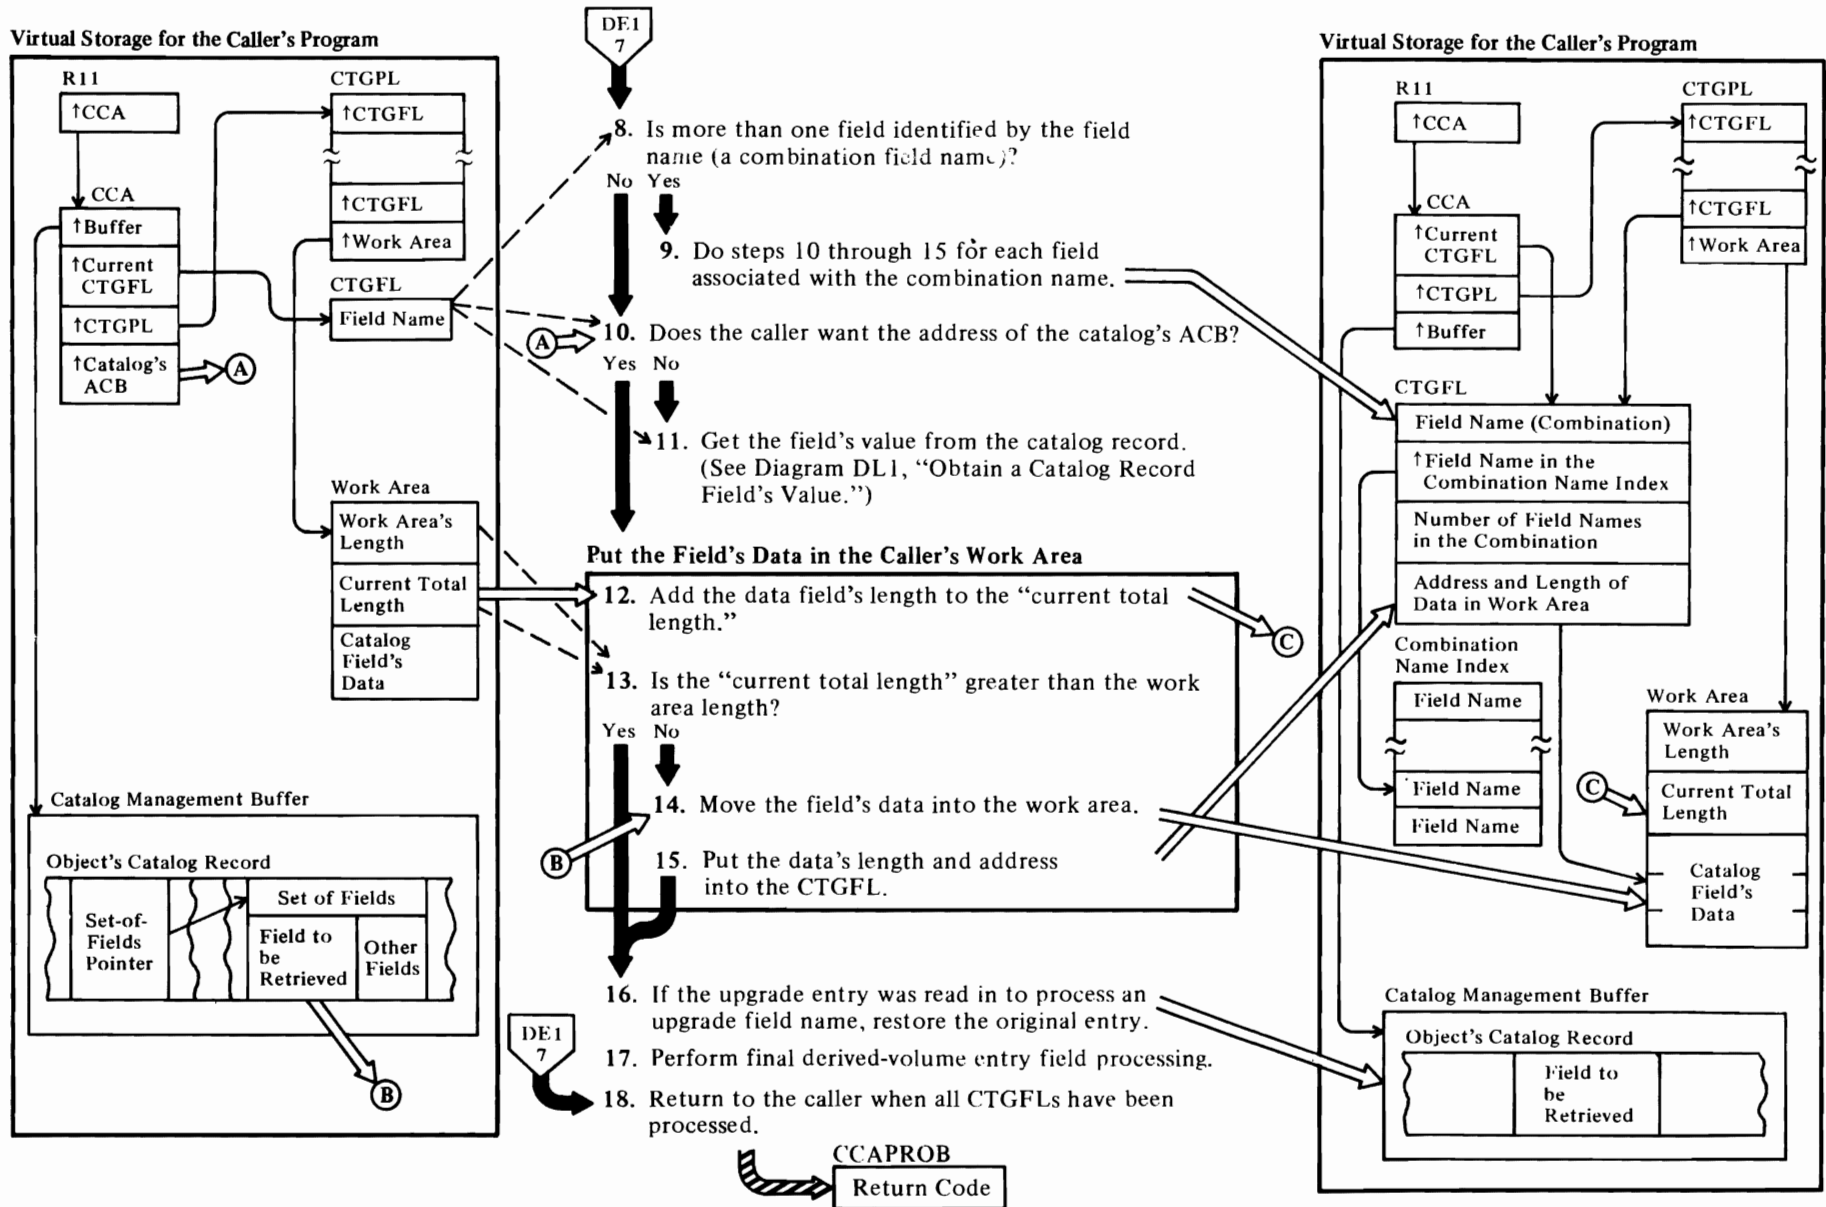 Virtual Storage for the Caller's Program
R11
↑CCA
CCA
↑Buffer
↑Current
CTGFL
↑CTGPL
↑Catalog's
ACB
A
CTGPL
↑CTGFL
↑CTGFL
↑Work Area
CTGFL
Field Name
Work Area
Work Area's
Length
Current Total
Length
Catalog
Field's
Data
Catalog Management Buffer
Object's Catalog Record
Set-of-
Fields
Pointer
Set of Fields
Field to
be
Retrieved
Other
Fields
B
DE1
7
8. Is more than one field identified by the field
name (a combination field name)?
No Yes
9. Do steps 10 through 15 for each field
associated with the combination name.
A
10. Does the caller want the address of the catalog's ACB?
Yes No
11. Get the field's value from the catalog record.
(See Diagram DL1, “Obtain a Catalog Record
Field's Value.”)
Put the Field's Data in the Caller's Work Area
12. Add the data field's length to the “current total
length.”
C
13. Is the “current total length” greater than the work
area length?
Yes No
14. Move the field's data into the work area.
B
15. Put the data's length and address
into the CTGFL.
16. If the upgrade entry was read in to process an
upgrade field name, restore the original entry.
DE1
7
17. Perform final derived-volume entry field processing.
18. Return to the caller when all CTGFLs have been
processed.
CCAPROB
Return Code
Virtual Storage for the Caller's Program
R11
↑CCA
CCA
↑Current
CTGFL
↑CTGPL
↑Buffer
CTGPL
↑CTGFL
↑CTGFL
↑Work Area
CTGFL
Field Name (Combination)
↑Field Name in the
Combination Name Index
Number of Field Names
in the Combination
Address and Length of
Data in Work Area
Combination
Name Index
Field Name
Field Name
Field Name
Work Area
Work Area's
Length
C
Current Total
Length
Catalog
Field's
Data
Catalog Management Buffer
Object's Catalog Record
Field to
be
Retrieved